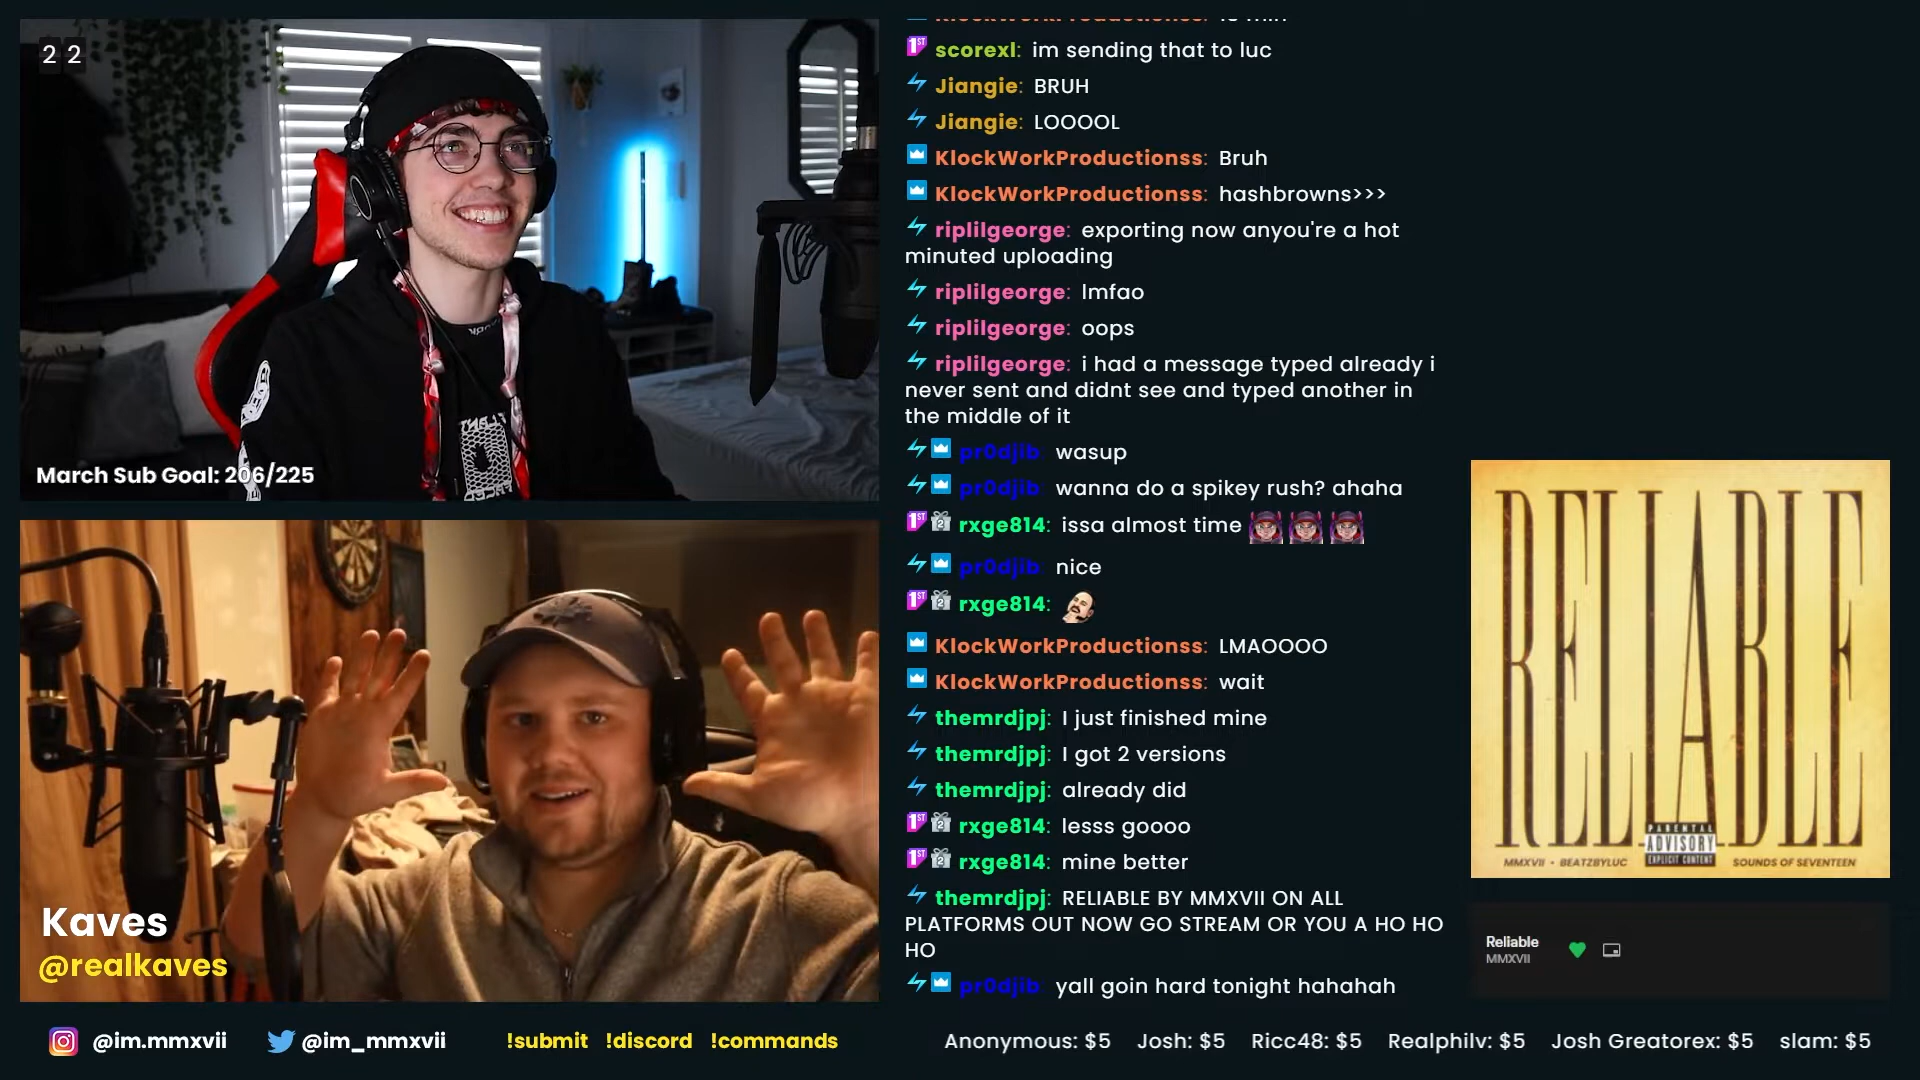 22
March Sub Goal: 206/225
Kaves
@realkaves
scorexl: im sending that to luc
Jiangie: BRUH
Jiangie: LOOOOL
KlockWorkProductionss: Bruh
KlockWorkProductionss: hashbrowns>>>
riplilgeorge: exporting now anyou're a hot
minuted uploading
riplilgeorge: lmfao
riplilgeorge: oops
riplilgeorge: i had a message typed already i
never sent and didnt see and typed another in
the middle of it
pr0djib: wasup
pr0djib: wanna do a spikey rush? ahaha
rxge814: issa almost time
pr0djib: nice
rxge814:
KlockWorkProductionss: LMAOOOO
KlockWorkProductionss: wait
themrdjpj: I just finished mine
themrdjpj: I got 2 versions
themrdjpj: already did
rxge814: lesss goooo
rxge814: mine better
themrdjpj: RELIABLE BY MMXVII ON ALL
PLATFORMS OUT NOW GO STREAM OR YOU A HO HO
HO
pr0djib: yall goin hard tonight hahahah
RELIABLE
PARENTAL
ADVISORY
EXPLICIT CONTENT
MMXVII • BEATZBYLUC
SOUNDS OF SEVENTEEN
Reliable
MMXVII
@im.mmxvii
@im_mmxvii
!submit !discord !commands
Anonymous: $5 Josh: $5 Ricc48: $5 Realphilv: $5 Josh Greatorex: $5 slam: $5